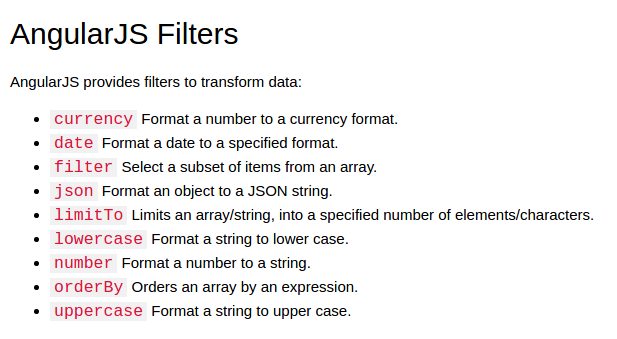 AngularJS Filters
AngularJS provides filters to transform data:
• currency Format a number to a currency format.
• date Format a date to a specified format.
• filter Select a subset of items from an array.
• json Format an object to a JSON string.
• limitTo Limits an array/string, into a specified number of elements/characters.
• lowercase Format a string to lower case.
• number Format a number to a string.
• orderBy Orders an array by an expression.
• uppercase Format a string to upper case.